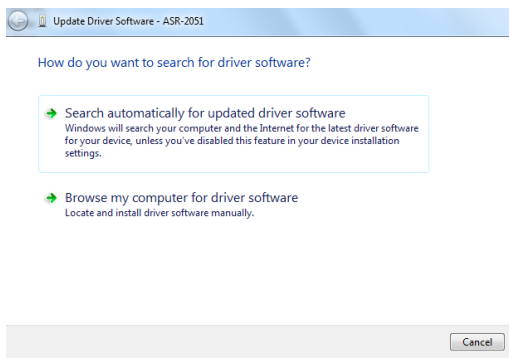 Update Driver Software - ASR-2051
How do you want to search for driver software?
Search automatically for updated driver software
Windows will search your computer and the Internet for the latest driver software
for your device, unless you've disabled this feature in your device installation
settings.
Browse my computer for driver software
Locate and install driver software manually.
Cancel